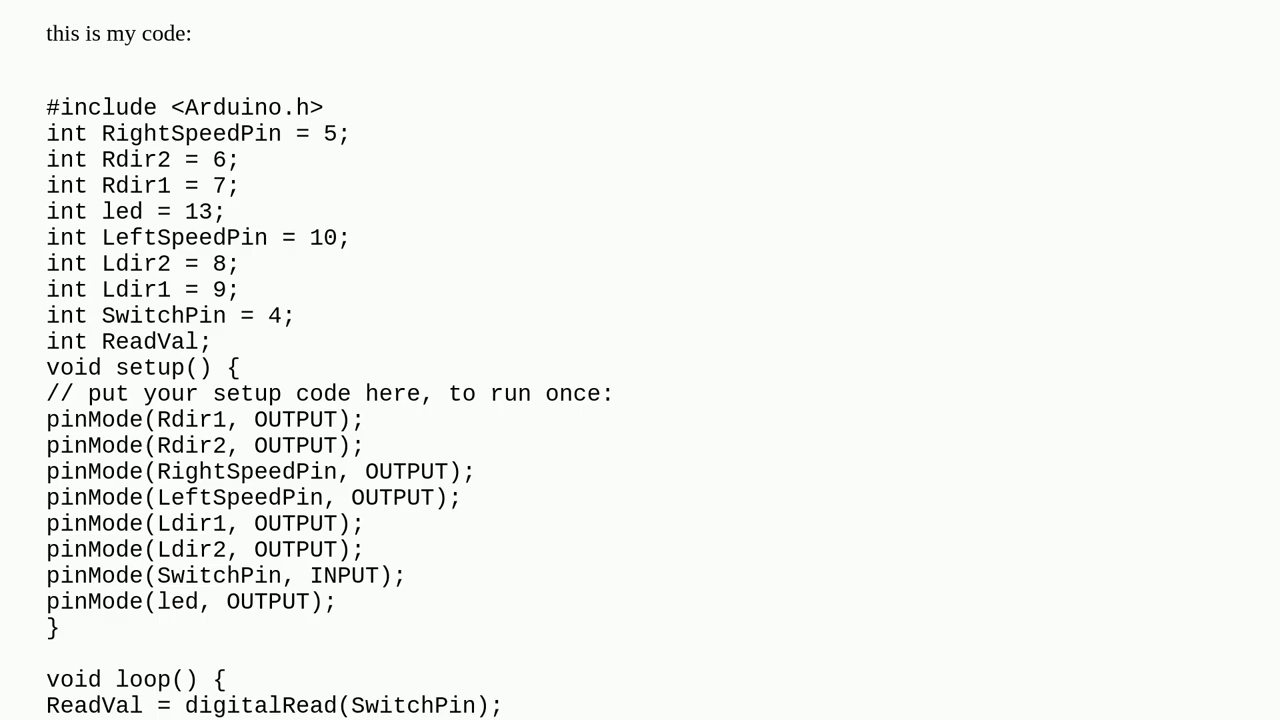 this is my code:
#include <Arduino.h>
int RightSpeedPin = 5;
int Rdir2 = 6;
int Rdir1 = 7;
int led = 13;
int LeftSpeedPin = 10;
int Ldir2 = 8;
int Ldir1 = 9;
int SwitchPin = 4;
int ReadVal;
void setup() {
// put your setup code here, to run once:
pinMode(Rdir1, OUTPUT);
pinMode(Rdir2, OUTPUT);
pinMode(RightSpeedPin, OUTPUT);
pinMode(LeftSpeedPin, OUTPUT);
pinMode(Ldir1, OUTPUT);
pinMode(Ldir2, OUTPUT);
pinMode(SwitchPin, INPUT);
pinMode(led, OUTPUT);
}
void loop() {
ReadVal = digitalRead(SwitchPin);